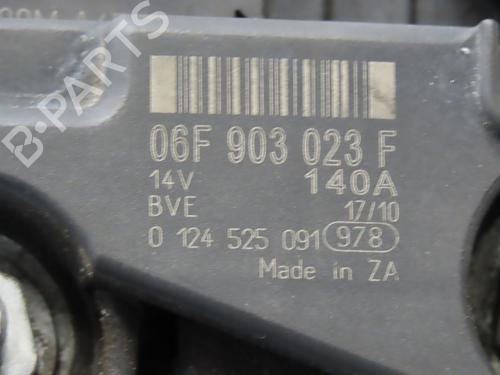 B-PARTS
06F 903 023 F
14V 140A
BVE 17/10
0 124 525 091 978
Made in ZA